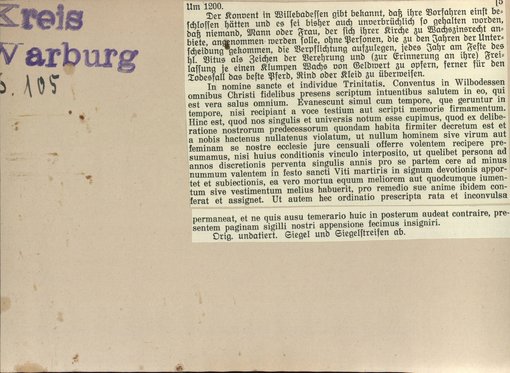 Kreis
Warburg
S. 105
Um 1200. [5
Der Konvent in Willebadessen gibt bekannt, daß ihre Vorfahren einst be-
schlossen hätten und es sei bisher auch unverbrüchlich so gehalten worden,
daß niemand, Mann oder Frau, der sich ihrer Kirche zu Wachszinsrecht an-
biete, angenommen werden solle, ohne Personen, die zu den Jahren der Unter-
scheidung gekommen, die Verpflichtung aufzulegen, jedes Jahr am Feste des
hl. Vitus als Zeichen der Verehrung und (zur Erinnerung an ihre) Frei-
lassung je einen Klumpen Wachs von Geldwert zu opfern, ferner für den
Todesfall das beste Pferd, Rind oder Kleid zu überweisen.
In nomine sancte et individue Trinitatis. Conventus in Wilbodessen
omnibus Christi fidelibus presens scriptum intuentibus salutem in eo, qui
est vera salus omnium. Evanescunt simul cum tempore, que geruntur in
tempore, nisi recipiant a voce testium aut scripti memorie firmamentum.
Hinc est, quod nos singulis et universis notum esse cupimus, quod ex delibe-
ratione nostrorum predecessorum quondam habita firmiter decretum est et
a nobis hactenus nullatenus violatum, ut nullum hominem sive virum aut
feminam se nostre ecclesie jure censuali offerre volentem recipere pre-
sumamus, nisi huius conditionis vinculo interposito, ut quelibet persona ad
annos discretionis perventa singulis annis pro se partem cere ad minus
nummum valentem in festo sancti Viti martiris in signum devotionis appor-
tet et subiectionis, ea vero mortua equum meliorem aut quodcumque iumen-
tum sive vestimentum melius habuerit, pro remedio sue anime ibidem con-
ferat et assignet. Ut autem hec ordinatio prescripta rata et inconvulsa
permaneat, et ne quis ausu temerario huic in posterum audeat contraire, pre-
sentem paginam sigilli nostri appensione fecimus insigniri.
Orig. undatiert. Siegel und Siegelstreifen ab.